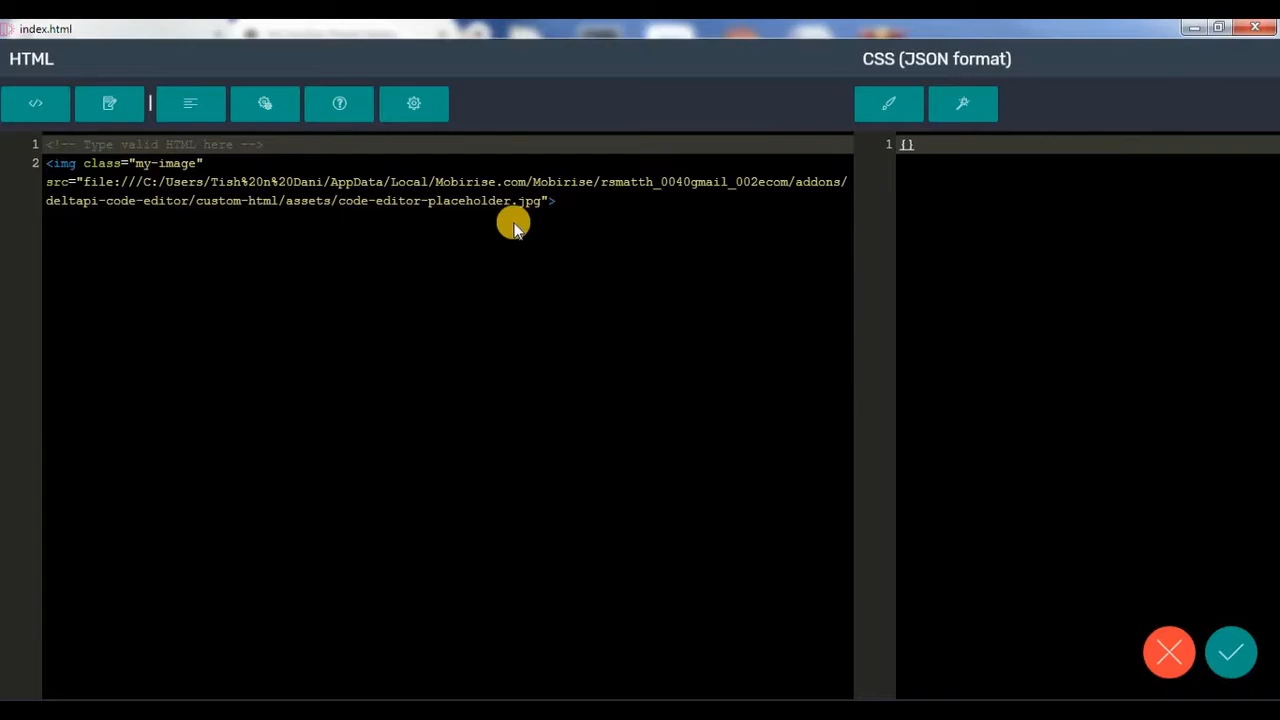 index.html
HTML
CSS (JSON format)
1 <!-- Type valid HTML here -->
2 <img class="my-image"
src="file:///C:/Users/Tish%20n%20Dani/AppData/Local/Mobirise.com/Mobirise/rsmatth_0040gmail_002ecom/addons/
deltapi-code-editor/custom-html/assets/code-editor-placeholder.jpg">
1 {}